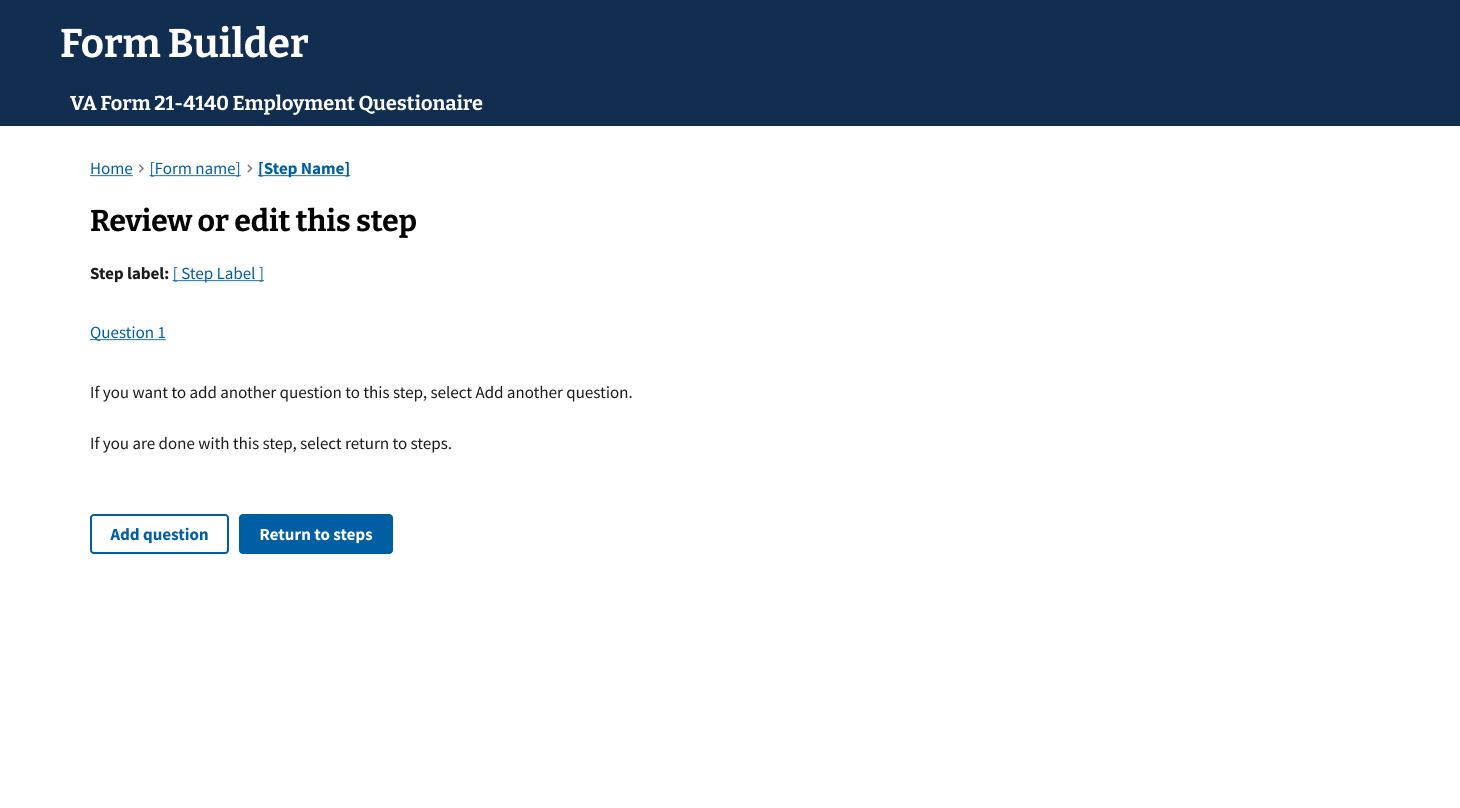 Form Builder
VA Form 21-4140 Employment Questionaire
Home > [Form name] > [Step Name]
Review or edit this step
Step label: [ Step Label ]
Question 1
If you want to add another question to this step, select Add another question.
If you are done with this step, select return to steps.
Add question Return to steps